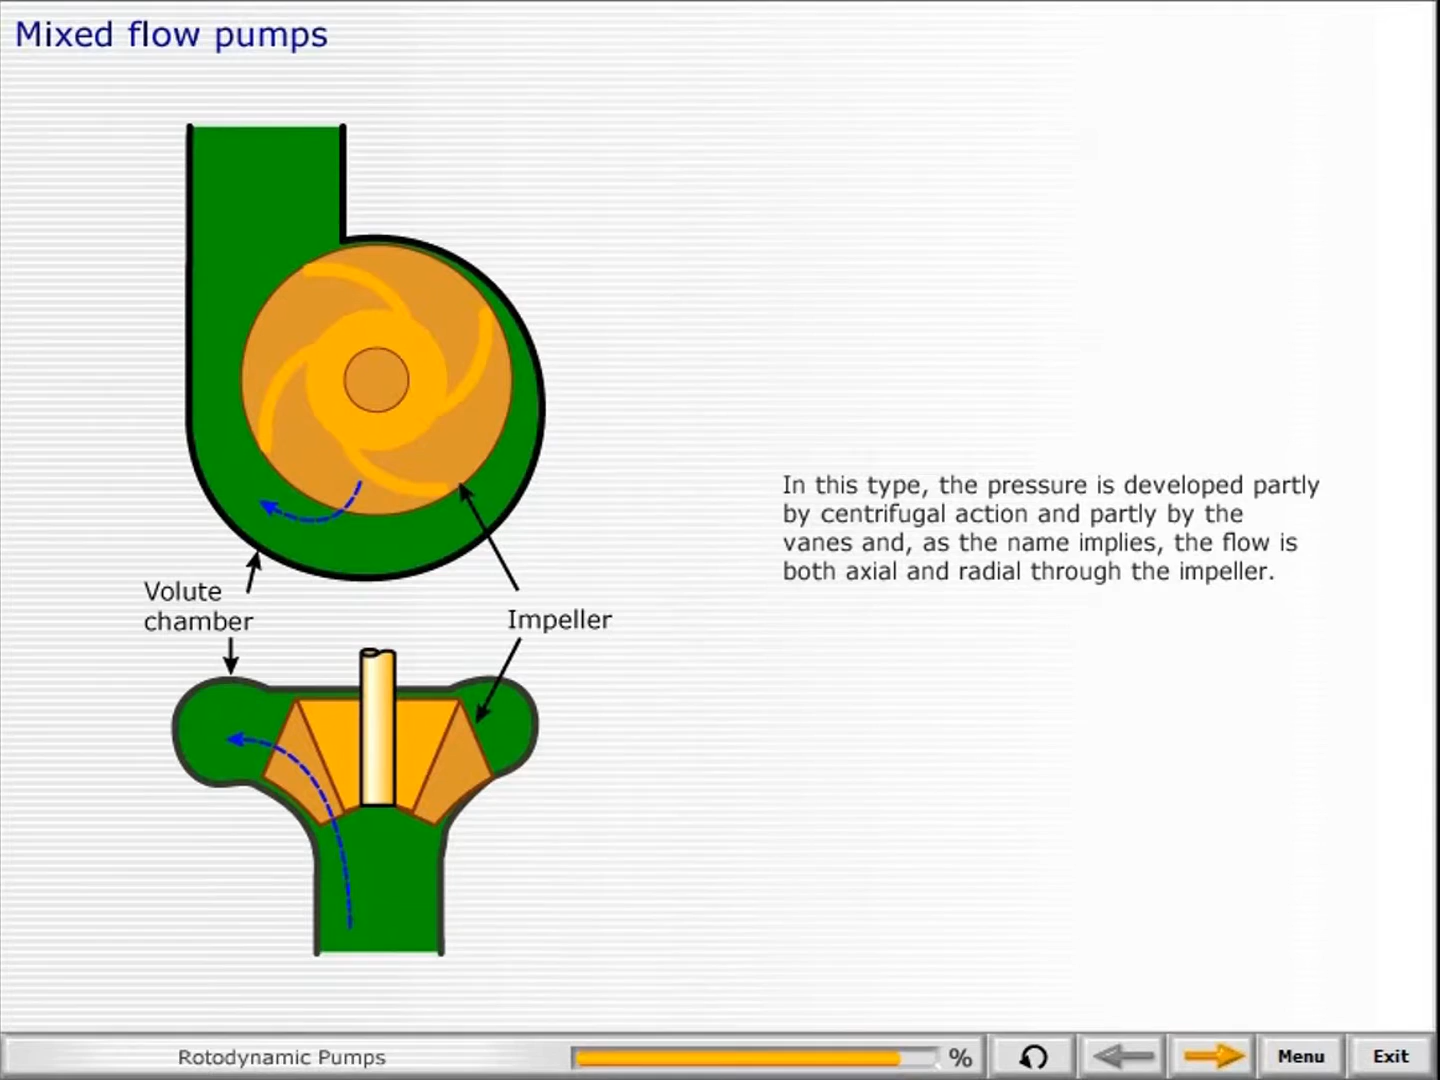 Mixed flow pumps
In this type, the pressure is developed partly
by centrifugal action and partly by the
vanes and, as the name implies, the flow is
both axial and radial through the impeller.
Volute
chamber
Impeller
Rotodynamic Pumps
%
Menu
Exit